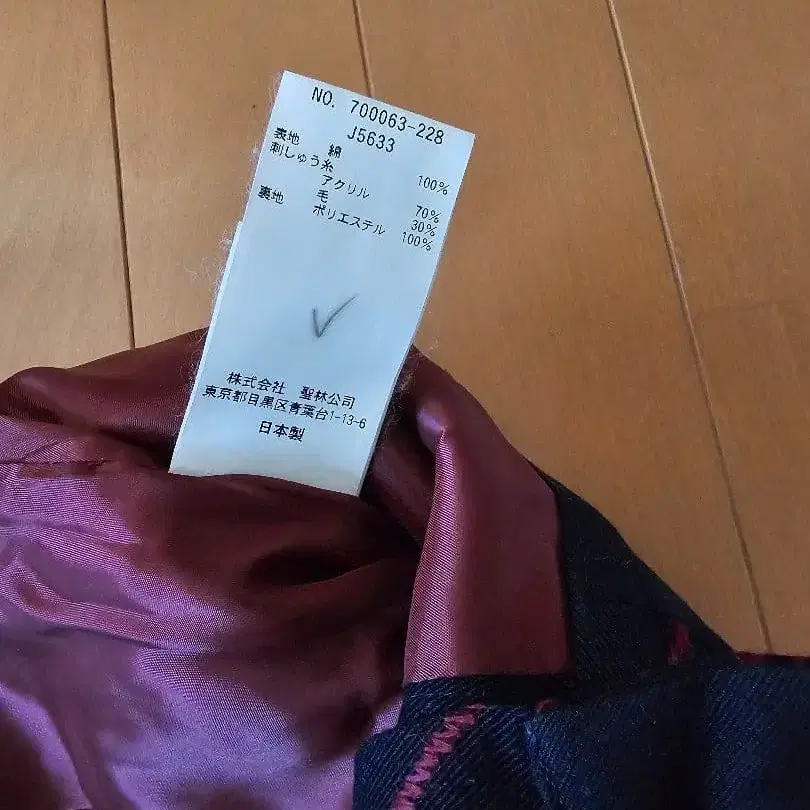 NO. 700063-228
J5633
表地 綿 100%
刺しゅう糸
アクリル 70%
毛 30%
裏地 ポリエステル 100%
株式会社 聖林公司
東京都目黒区青葉台1-13-6
日本製